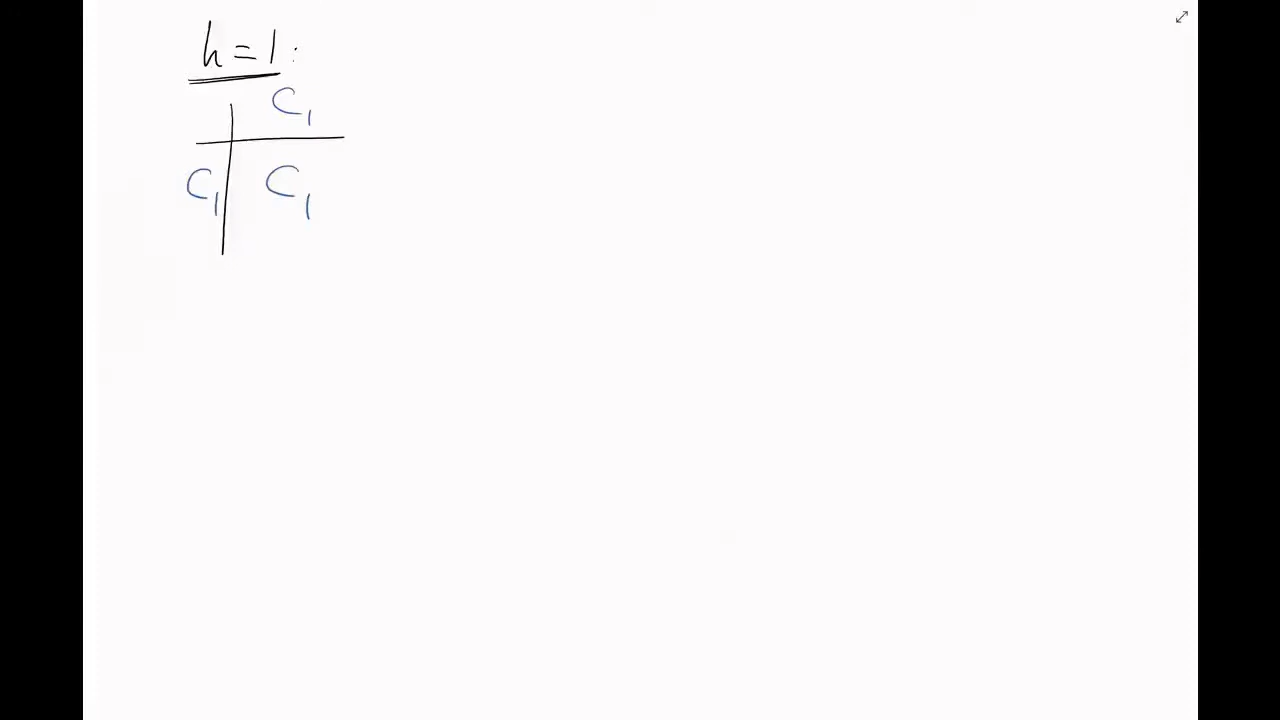 h = 1 :
C₁
C₁ C₁